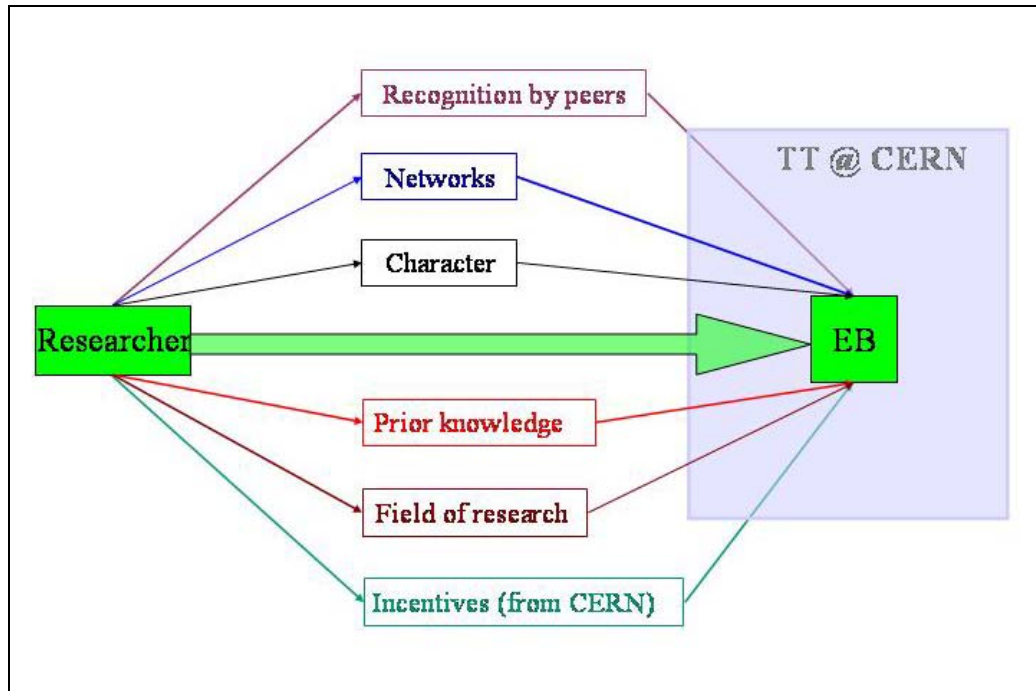 Recognition by peers
TT @ CERN
Networks
Character
Researcher
EB
Prior knowledge
Field of research
Incentives (from CERN)